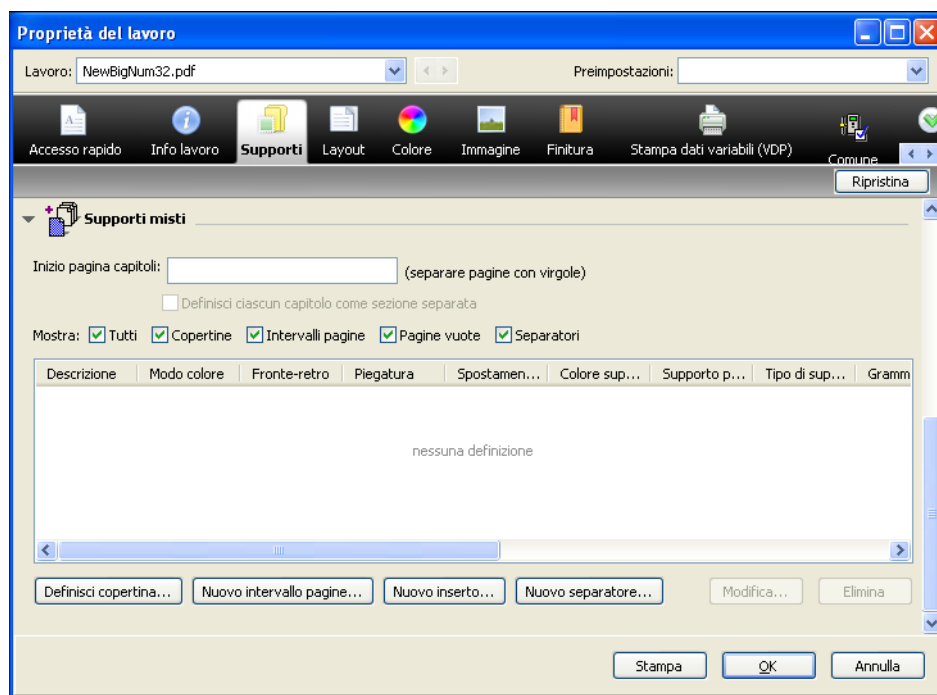 Proprietà del lavoro
Lavoro: NewBigNum32.pdf Preimpostazioni:
Accesso rapido Info lavoro Supporti Layout Colore Immagine Finitura Stampa dati variabili (VDP) Comune
Ripristina
Supporti misti
Inizio pagina capitoli: (separare pagine con virgole)
Definisci ciascun capitolo come sezione separata
Mostra: Tutti Copertine Intervalli pagine Pagine vuote Separatori
Descrizione Modo colore Fronte-retro Piegatura Spostamen... Colore sup... Supporto p... Tipo di sup... Gramm
nessuna definizione
Definisci copertina... Nuovo intervallo pagine... Nuovo inserto... Nuovo separatore... Modifica... Elimina
Stampa OK Annulla